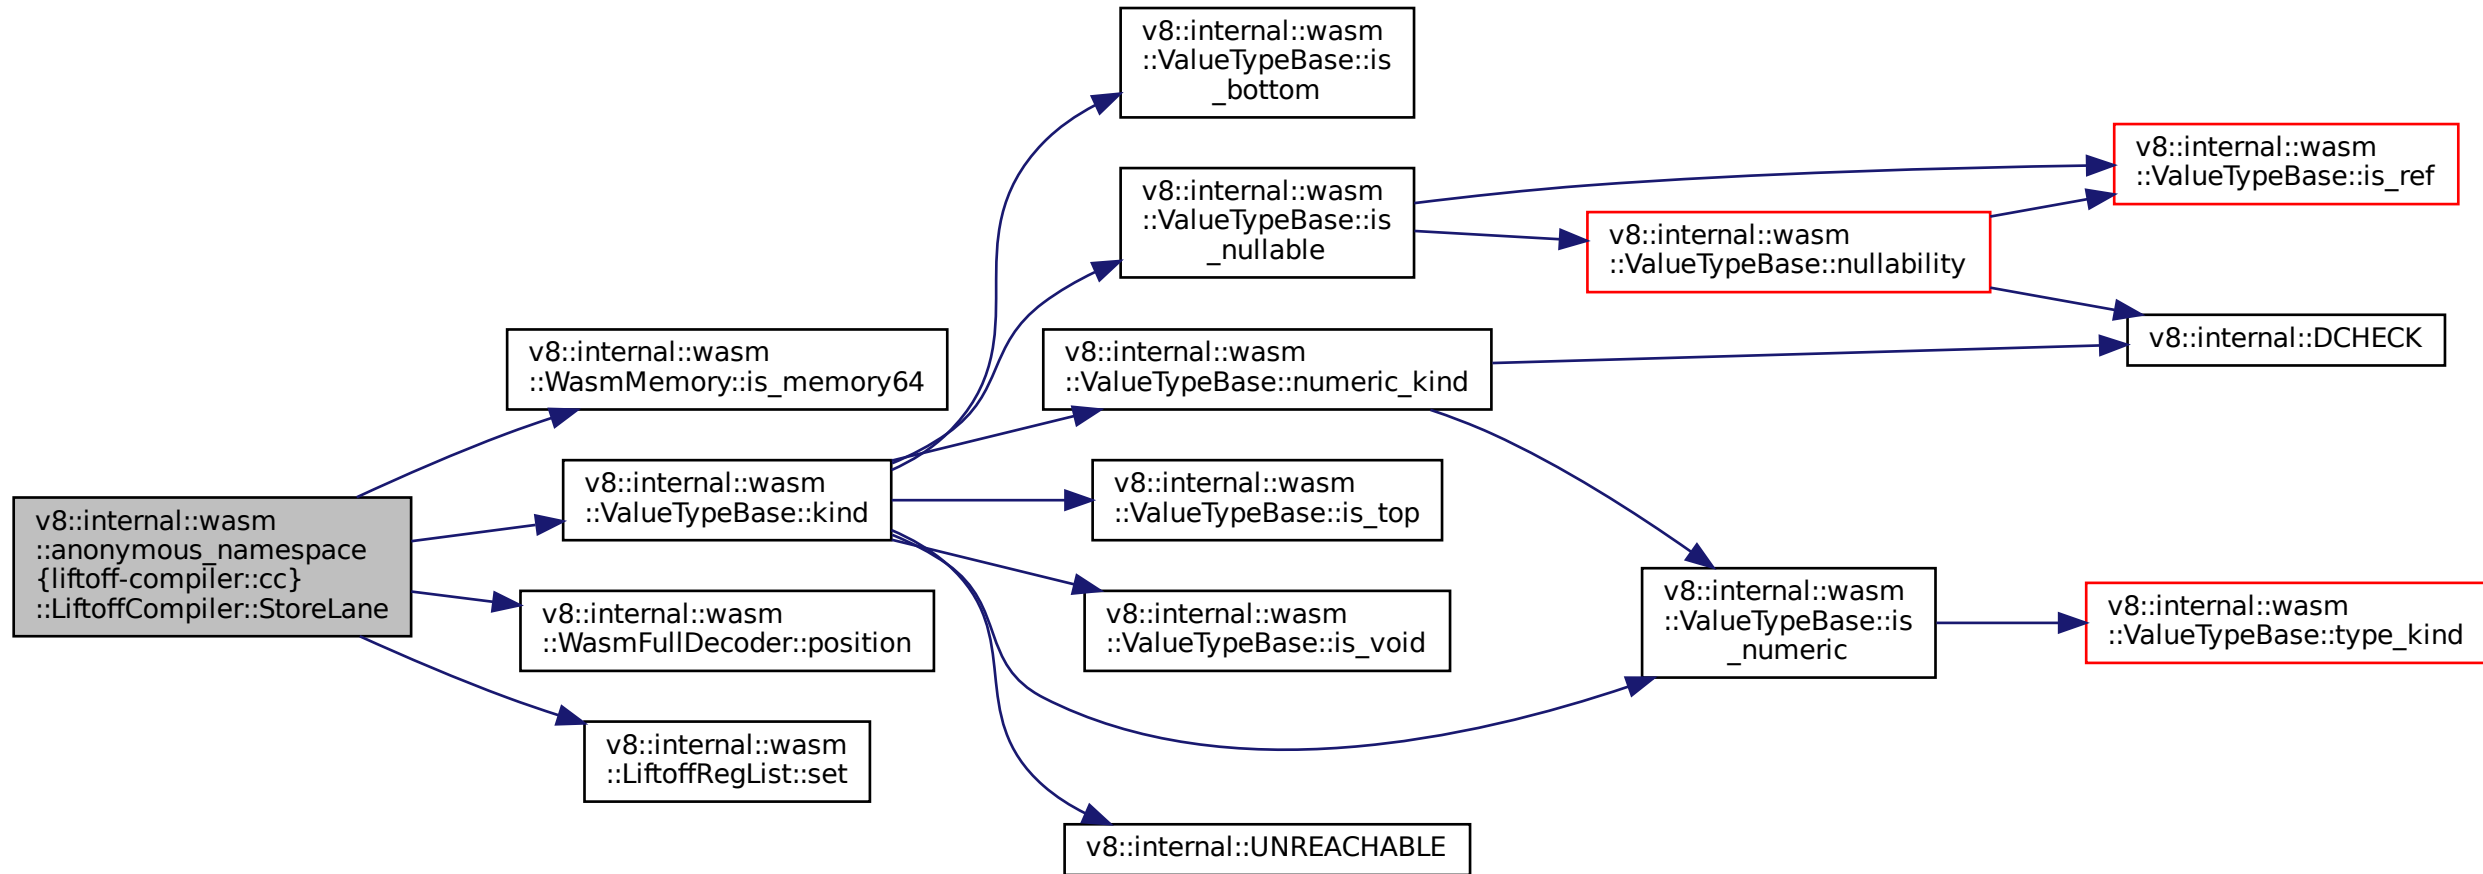 v8::internal::wasm
::anonymous_namespace
{liftoff-compiler::cc}
::LiftoffCompiler::StoreLane
v8::internal::wasm
::WasmMemory::is_memory64
v8::internal::wasm
::ValueTypeBase::kind
v8::internal::wasm
::WasmFullDecoder::position
v8::internal::wasm
::LiftoffRegList::set
v8::internal::wasm
::ValueTypeBase::is
_bottom
v8::internal::wasm
::ValueTypeBase::is
_nullable
v8::internal::wasm
::ValueTypeBase::numeric_kind
v8::internal::wasm
::ValueTypeBase::is_top
v8::internal::wasm
::ValueTypeBase::is_void
v8::internal::UNREACHABLE
v8::internal::wasm
::ValueTypeBase::nullability
v8::internal::wasm
::ValueTypeBase::is
_numeric
v8::internal::wasm
::ValueTypeBase::is_ref
v8::internal::DCHECK
v8::internal::wasm
::ValueTypeBase::type_kind